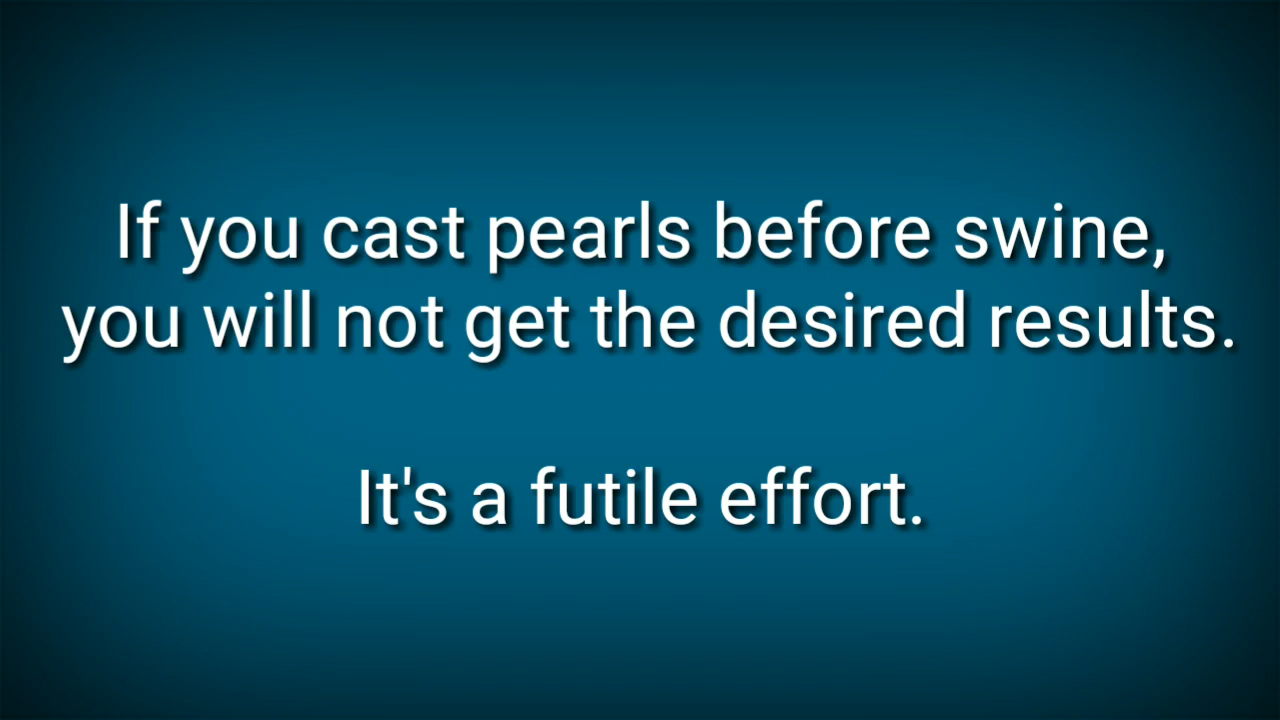 If you cast pearls before swine,
you will not get the desired results.
It's a futile effort.